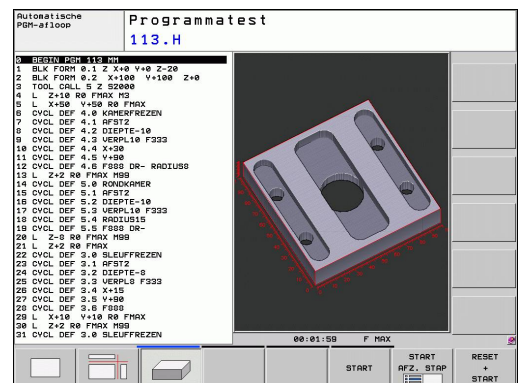 Automatische
PGM-afloop
Programmatest
113.H
0 BEGIN PGM 113 MM
1 BLK FORM 0.1 Z X+0 Y+0 Z-20
2 BLK FORM 0.2 X+100 Y+100 Z+0
3 TOOL CALL 5 Z S2000
4 L Z+10 R0 FMAX M3
5 L X+50 Y+50 R0 FMAX
6 CYCL DEF 4.0 KAMERFREZEN
7 CYCL DEF 4.1 AFST2
8 CYCL DEF 4.2 DIEPTE-10
9 CYCL DEF 4.3 VERPL10 F333
10 CYCL DEF 4.4 X+30
11 CYCL DEF 4.5 Y+90
12 CYCL DEF 4.6 F888 DR- RADIUS8
13 L Z+2 R0 FMAX M99
14 CYCL DEF 5.0 RONDKAMER
15 CYCL DEF 5.1 AFST2
16 CYCL DEF 5.2 DIEPTE-10
17 CYCL DEF 5.3 VERPL10 F333
18 CYCL DEF 5.4 RADIUS15
19 CYCL DEF 5.5 F888 DR-
20 L Z-8 R0 FMAX M99
21 L Z+2 R0 FMAX
22 CYCL DEF 3.0 SLEUFFREZEN
23 CYCL DEF 3.1 AFST2
24 CYCL DEF 3.2 DIEPTE-8
25 CYCL DEF 3.3 VERPL8 F333
26 CYCL DEF 3.4 X+15
27 CYCL DEF 3.5 Y+90
28 CYCL DEF 3.6 F888
29 L X+10 Y+10 R0 FMAX
30 L Z+2 R0 FMAX M99
31 CYCL DEF 3.0 SLEUFFREZEN
00:01:59 F MAX
START
START
AFZ. STAP
RESET
+
START